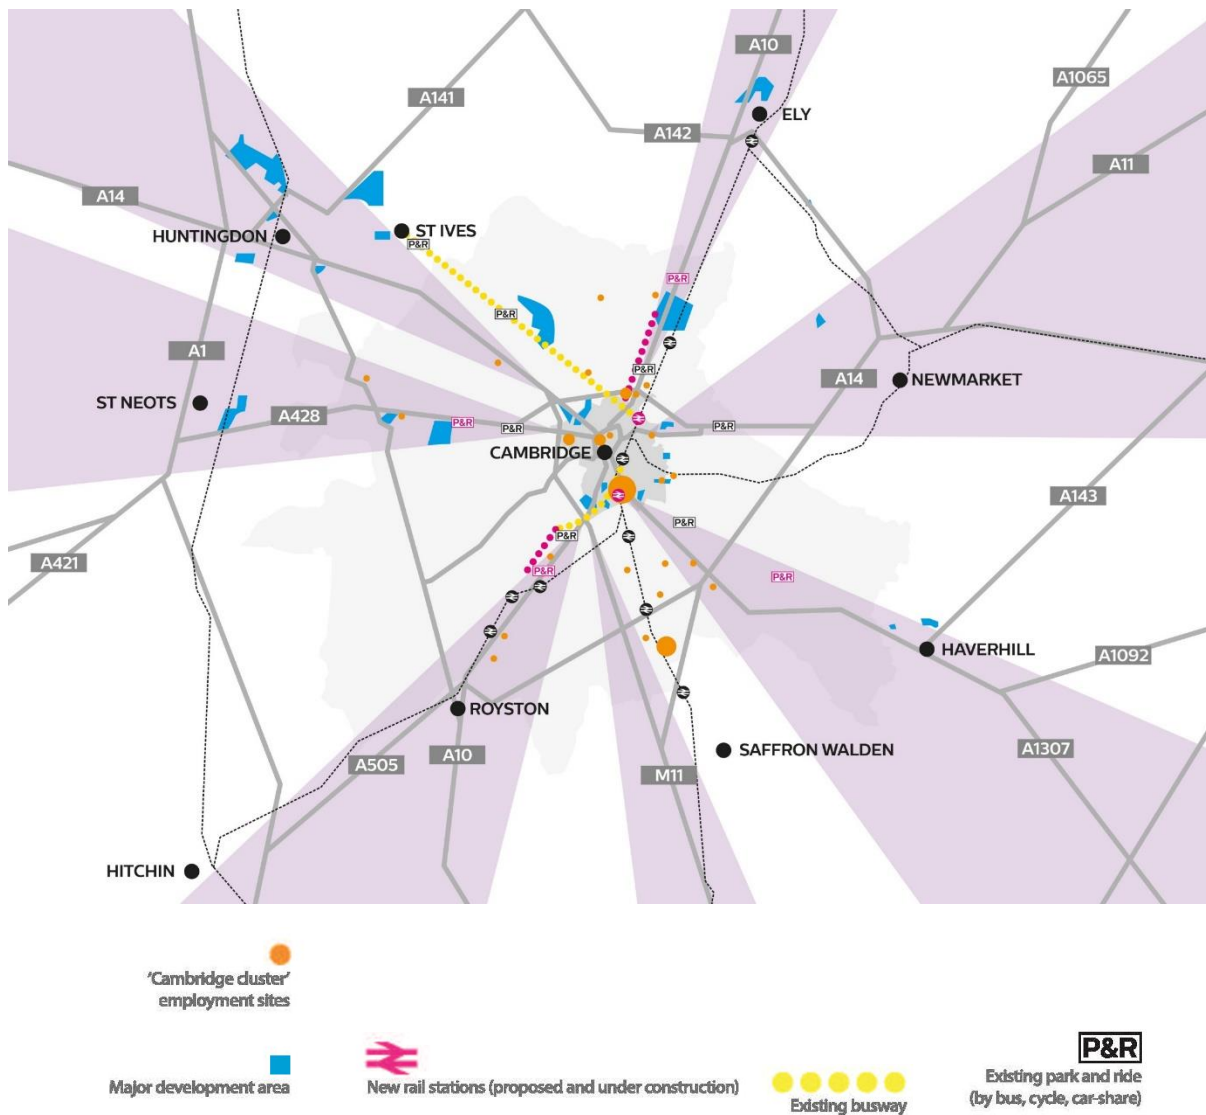 A10
A1065
A141
ELY
A142
A11
A14
ST IVES
HUNTINGDON
P&R
P&R
P&R
A1
P&R
A14
NEWMARKET
ST NEOTS
A428
P&R
P&R
P&R
CAMBRIDGE
A143
P&R
P&R
A421
P&R
P&R
HAVERHILL
A1092
ROYSTON
SAFFRON WALDEN
A1307
A505
A10
M11
HITCHIN
'Cambridge cluster'
employment sites
Major development area
New rail stations (proposed and under construction)
Existing busway
P&R
Existing park and ride
(by bus, cycle, car-share)